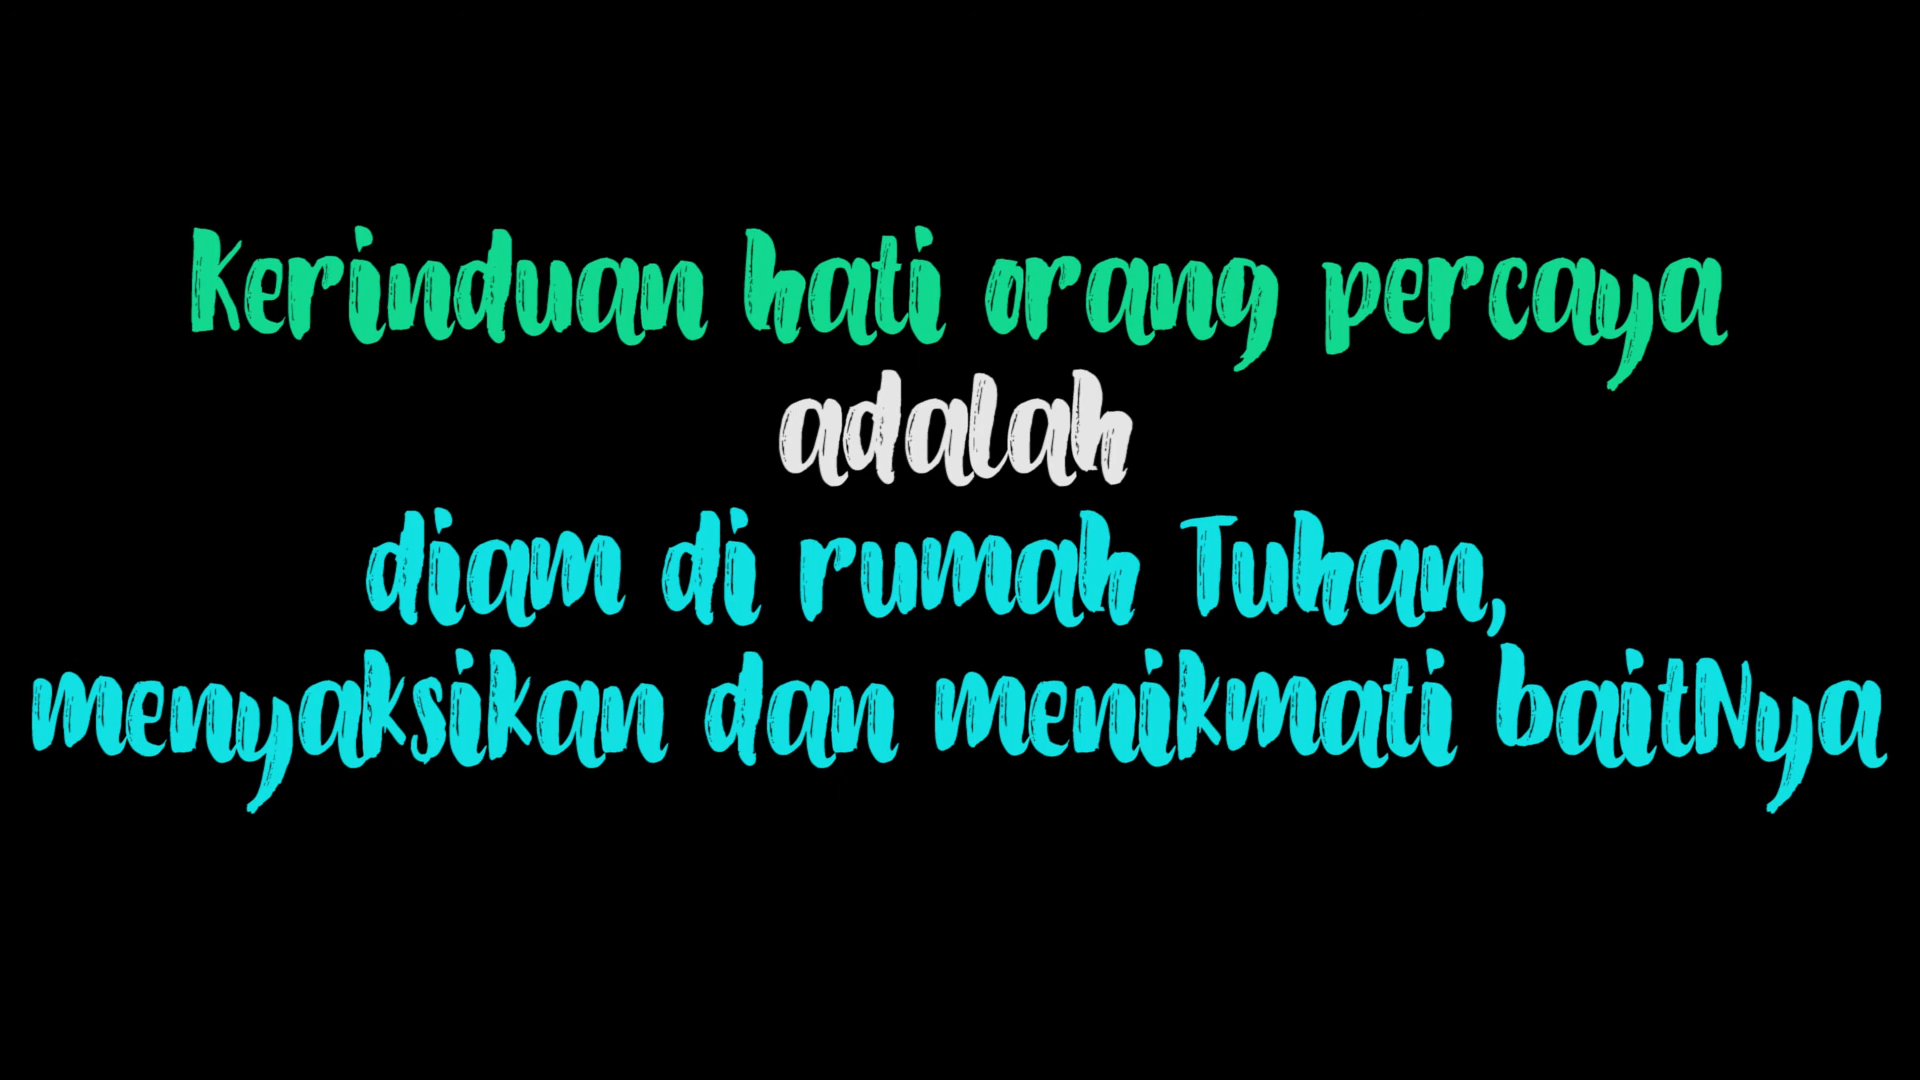 Kerinduan hati orang percaya
adalah
diam di rumah Tuhan,
menyaksikan dan menikmati baitNya